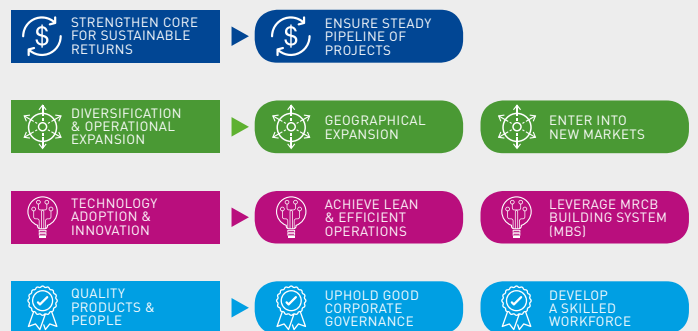 STRENGTHEN CORE
FOR SUSTAINABLE
RETURNS
ENSURE STEADY
PIPELINE OF
PROJECTS
DIVERSIFICATION
& OPERATIONAL
EXPANSION
GEOGRAPHICAL
EXPANSION
ENTER INTO
NEW MARKETS
TECHNOLOGY
ADOPTION &
INNOVATION
ACHIEVE LEAN
& EFFICIENT
OPERATIONS
LEVERAGE MRCB
BUILDING SYSTEM
(MBS)
QUALITY
PRODUCTS &
PEOPLE
UPHOLD GOOD
CORPORATE
GOVERNANCE
DEVELOP
A SKILLED
WORKFORCE